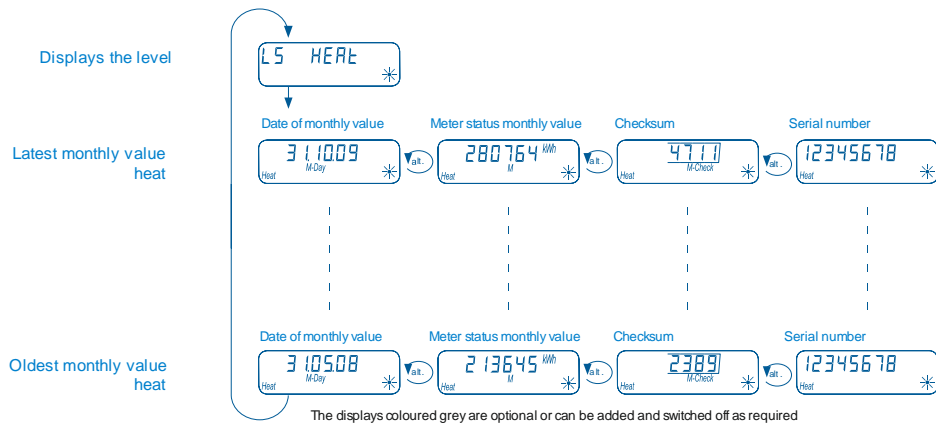 Displays the level
L5 HEAt
Date of monthly value Meter status monthly value Checksum Serial number
Latest monthly value
heat
31.10.09 M-Day Heat alt. 280764 kWh M Heat alt. 4711 M-Check Heat alt. 12345678 Heat
Date of monthly value Meter status monthly value Checksum Serial number
Oldest monthly value
heat
31.05.08 M-Day Heat alt. 213645 kWh M Heat alt. 2389 M-Check Heat alt. 12345678 Heat
The displays coloured grey are optional or can be added and switched off as required